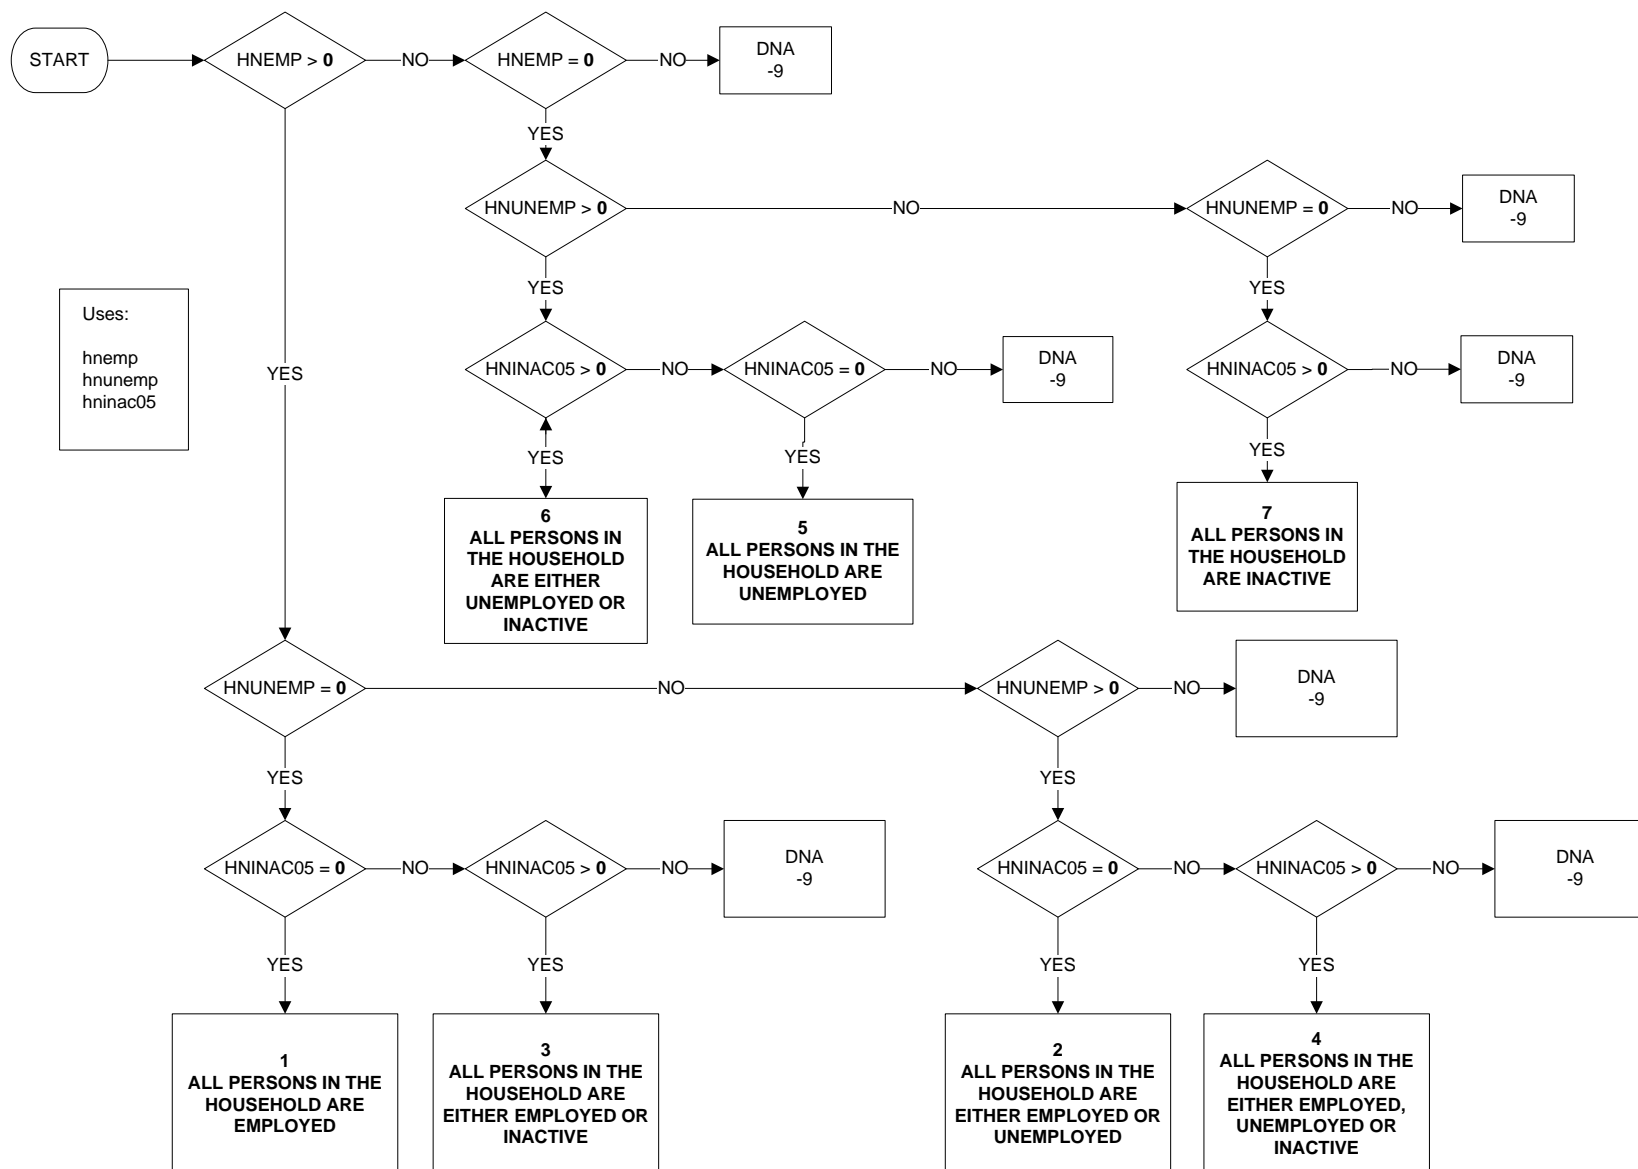 START
HNEMP > 0
NO
HNEMP = 0
NO
DNA
-9
YES
HNUNEMP > 0
NO
HNUNEMP = 0
NO
DNA
-9
YES
YES
Uses:
hnemp
hnunemp
hninac05
YES
HNINAC05 > 0
NO
HNINAC05 = 0
NO
DNA
-9
HNINAC05 > 0
NO
DNA
-9
YES
YES
YES
6
ALL PERSONS IN
THE HOUSEHOLD
ARE EITHER
UNEMPLOYED OR
INACTIVE
5
ALL PERSONS IN THE
HOUSEHOLD ARE
UNEMPLOYED
7
ALL PERSONS IN
THE HOUSEHOLD
ARE INACTIVE
HNUNEMP = 0
NO
HNUNEMP > 0
NO
DNA
-9
YES
YES
HNINAC05 = 0
NO
HNINAC05 > 0
NO
DNA
-9
HNINAC05 = 0
NO
HNINAC05 > 0
NO
DNA
-9
YES
YES
YES
YES
1
ALL PERSONS IN THE
HOUSEHOLD ARE
EMPLOYED
3
ALL PERSONS IN THE
HOUSEHOLD ARE
EITHER EMPLOYED OR
INACTIVE
2
ALL PERSONS IN THE
HOUSEHOLD ARE
EITHER EMPLOYED OR
UNEMPLOYED
4
ALL PERSONS IN THE
HOUSEHOLD ARE
EITHER EMPLOYED,
UNEMPLOYED OR
INACTIVE